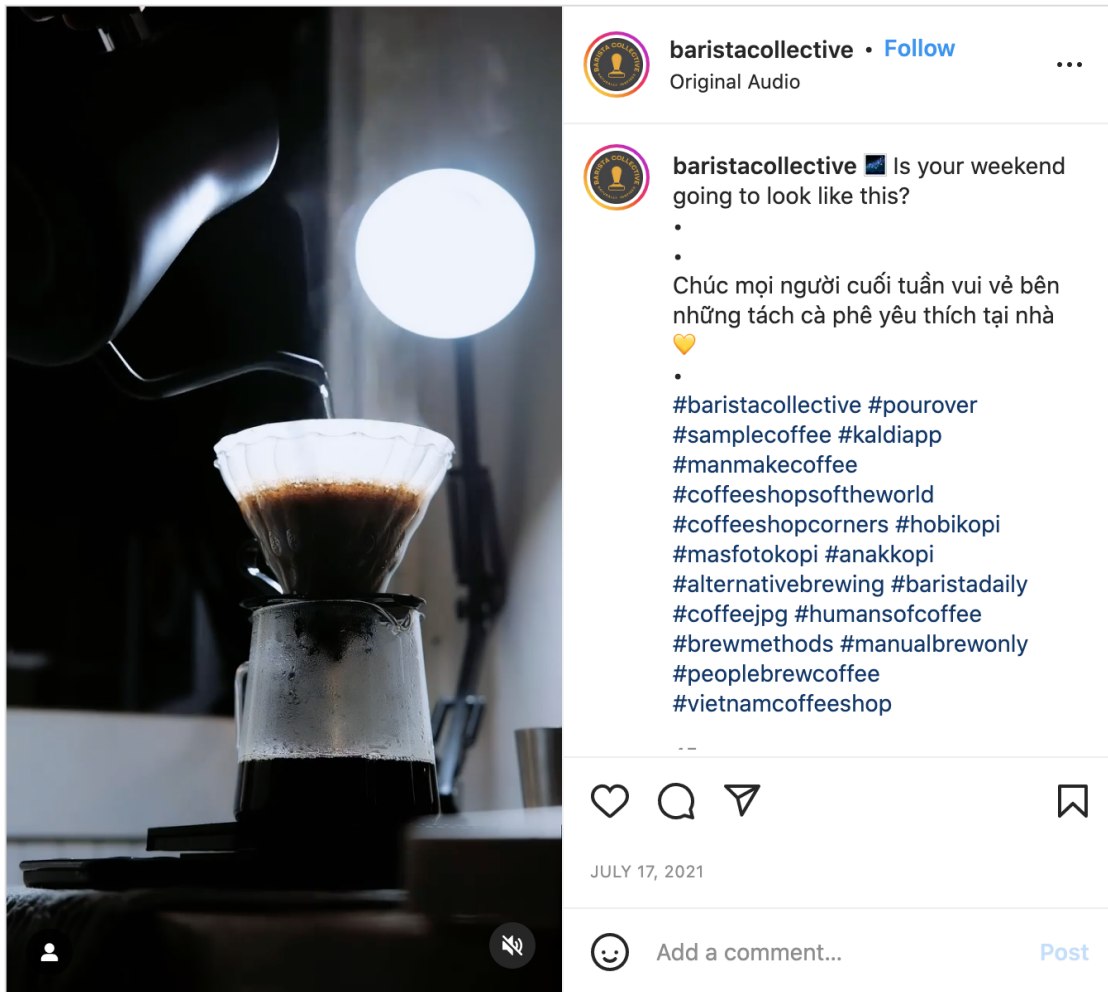 baristacollective • Follow
Original Audio
baristacollective 🌌 Is your weekend
going to look like this?
•
•
Chúc mọi người cuối tuần vui vẻ bên
những tách cà phê yêu thích tại nhà
💛
•
#baristacollective #pourover
#samplecoffee #kaldiapp
#manmakecoffee
#coffeeshopsoftheworld
#coffeeshopcorners #hobikopi
#masfotokopi #anakkopi
#alternativebrewing #baristadaily
#coffeejpg #humansofcoffee
#brewmethods #manualbrewonly
#peoplebrewcoffee
#vietnamcoffeeshop
JULY 17, 2021
Add a comment...
Post